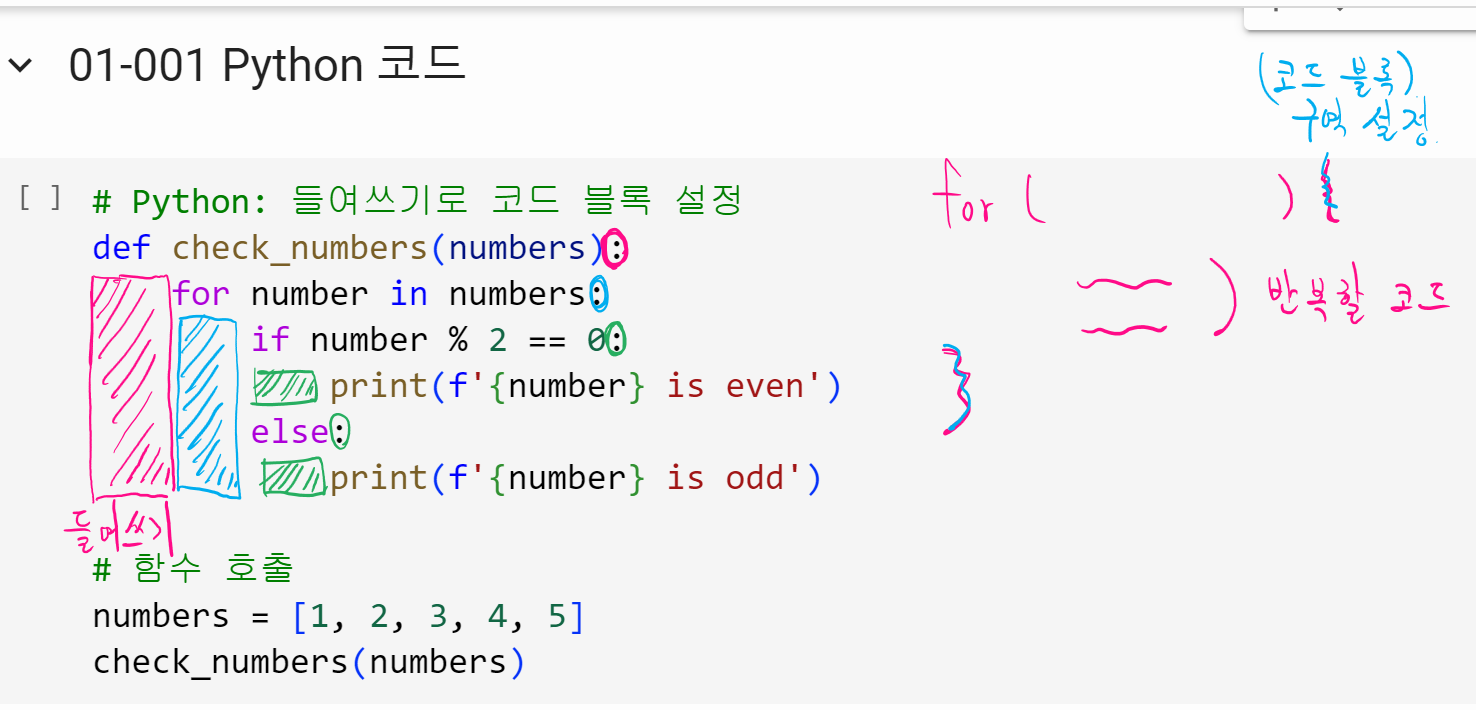 01-001 Python 코드
(코드 블록)
구역 설정
[ ]
# Python: 들여쓰기로 코드 블록 설정
def check_numbers(numbers):
for number in numbers:
if number % 2 == 0:
print(f'{number} is even')
else:
print(f'{number} is odd')
들여쓰기
# 함수 호출
numbers = [1, 2, 3, 4, 5]
check_numbers(numbers)
for ( ) {
) 반복할 코드
}